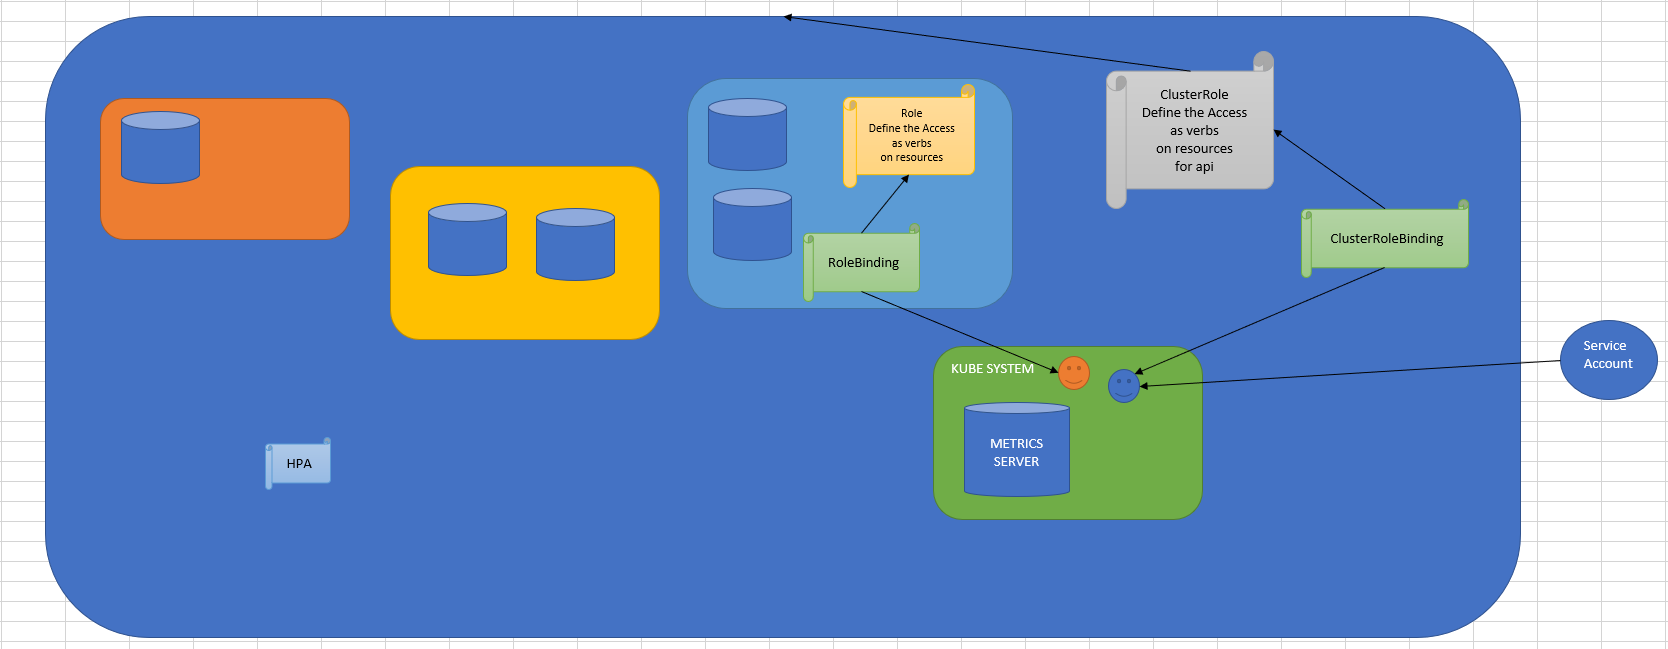 ClusterRole
Define the Access
as verbs
on resources
for api
Role
Define the Access
as verbs
on resources
ClusterRoleBinding
RoleBinding
Service
Account
KUBE SYSTEM
METRICS
SERVER
HPA